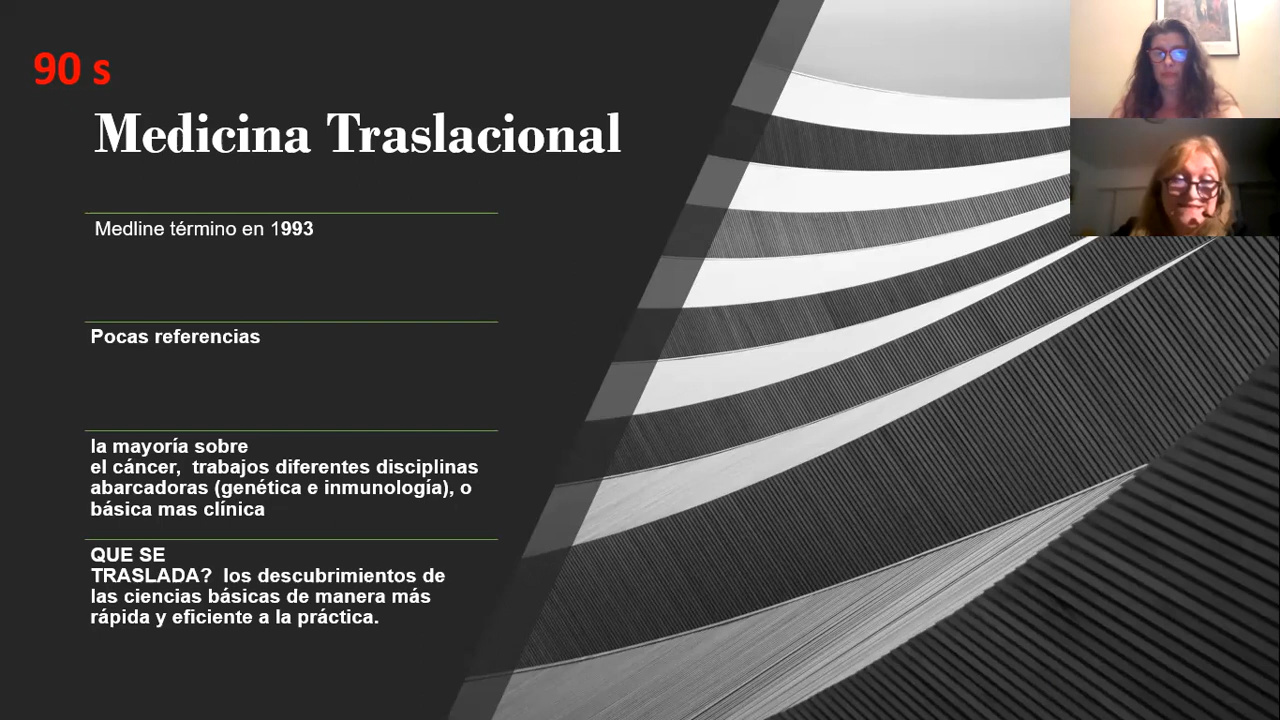 90 s
Medicina Traslacional
Medline término en 1993
Pocas referencias
la mayoría sobre
el cáncer, trabajos diferentes disciplinas
abarcadoras (genética e inmunología), o
básica mas clínica
QUE SE
TRASLADA? los descubrimientos de
las ciencias básicas de manera más
rápida y eficiente a la práctica.